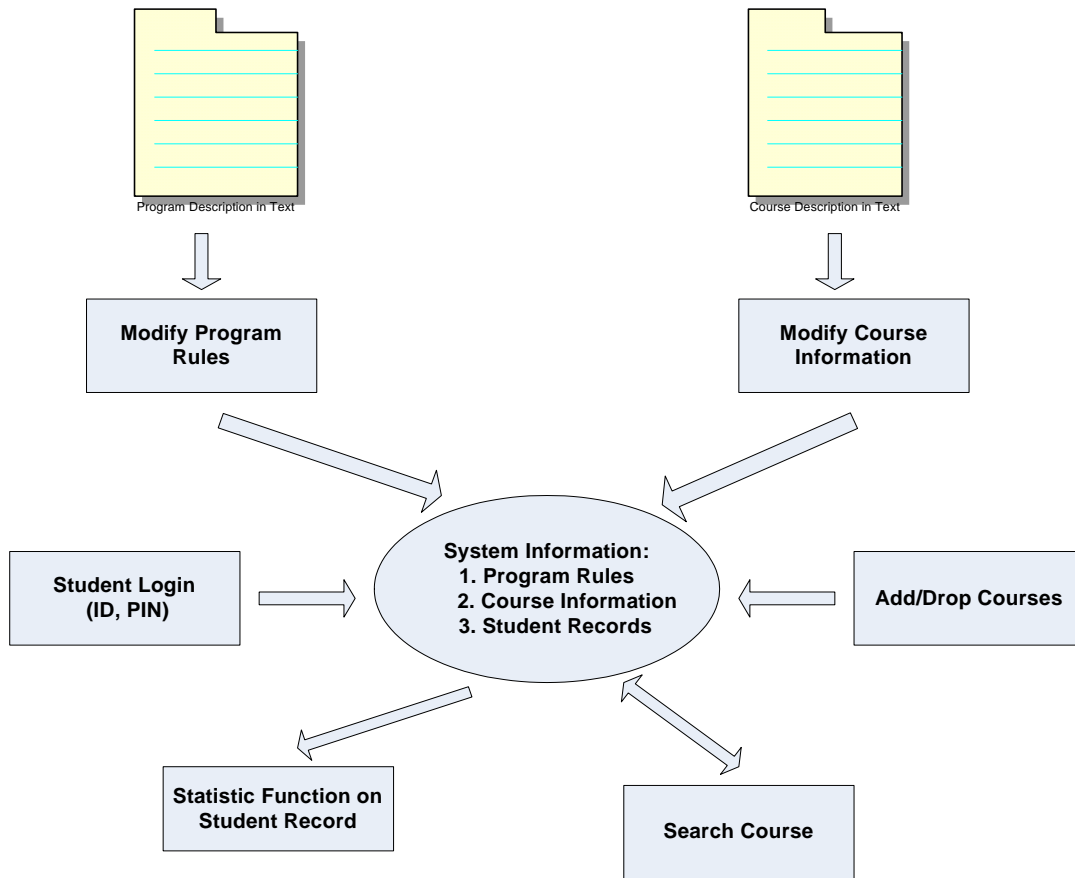 Program Description in Text
Course Description in Text
Modify Program
Rules
Modify Course
Information
System Information:
1. Program Rules
2. Course Information
3. Student Records
Student Login
(ID, PIN)
Add/Drop Courses
Statistic Function on
Student Record
Search Course